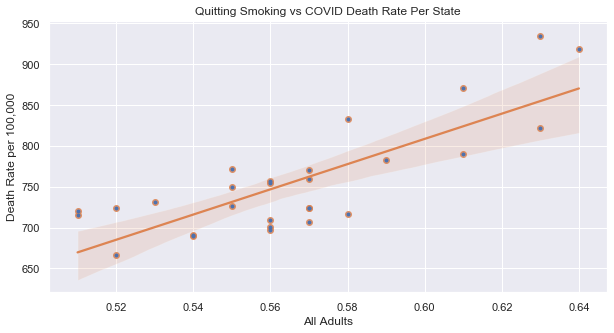 Quitting Smoking vs COVID Death Rate Per State
Death Rate per 100,000
950
900
850
800
750
700
650
0.52 0.54 0.56 0.58 0.60 0.62 0.64
All Adults